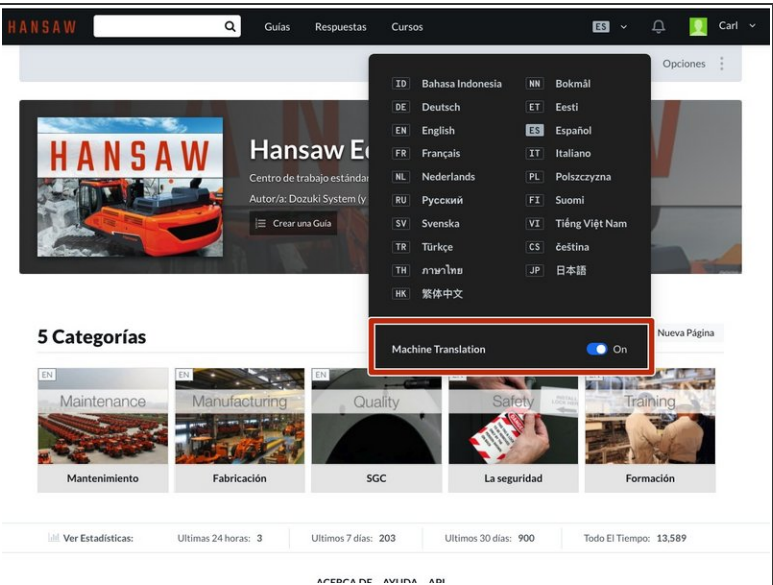 HANSAW Guías Respuestas Cursos ES Carl
Opciones
ID Bahasa Indonesia NN Bokmål
DE Deutsch ET Eesti
EN English ES Español
FR Français IT Italiano
NL Nederlands PL Polszczyzna
RU Русский FI Suomi
SV Svenska VI Tiếng Việt Nam
TR Türkçe CS čeština
TH ภาษาไทย JP 日本語
HK 繁体中文
Machine Translation On
HANSAW
Hansaw
Centro de trabajo
Autor/a: Dozuki System (y
Crear una Guía
5 Categorías
Nueva Página
EN EN EN
Maintenance Manufacturing Quality Safety Training
Mantenimiento Fabricación SGC La seguridad Formación
Ver Estadísticas: Ultimas 24 horas: 3 Ultimos 7 días: 203 Ultimos 30 días: 900 Todo El Tiempo: 13,589
ACERCA DE AYUDA API